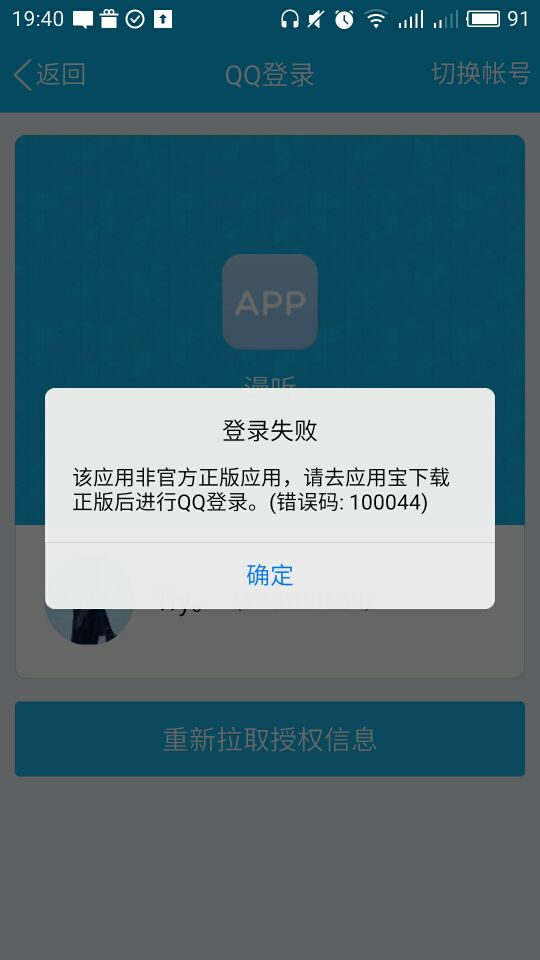 19:40
91
返回
QQ登录
切换帐号
APP
漫听
登录失败
该应用非官方正版应用，请去应用宝下载
正版后进行QQ登录。(错误码: 100044)
确定
Try。
重新拉取授权信息